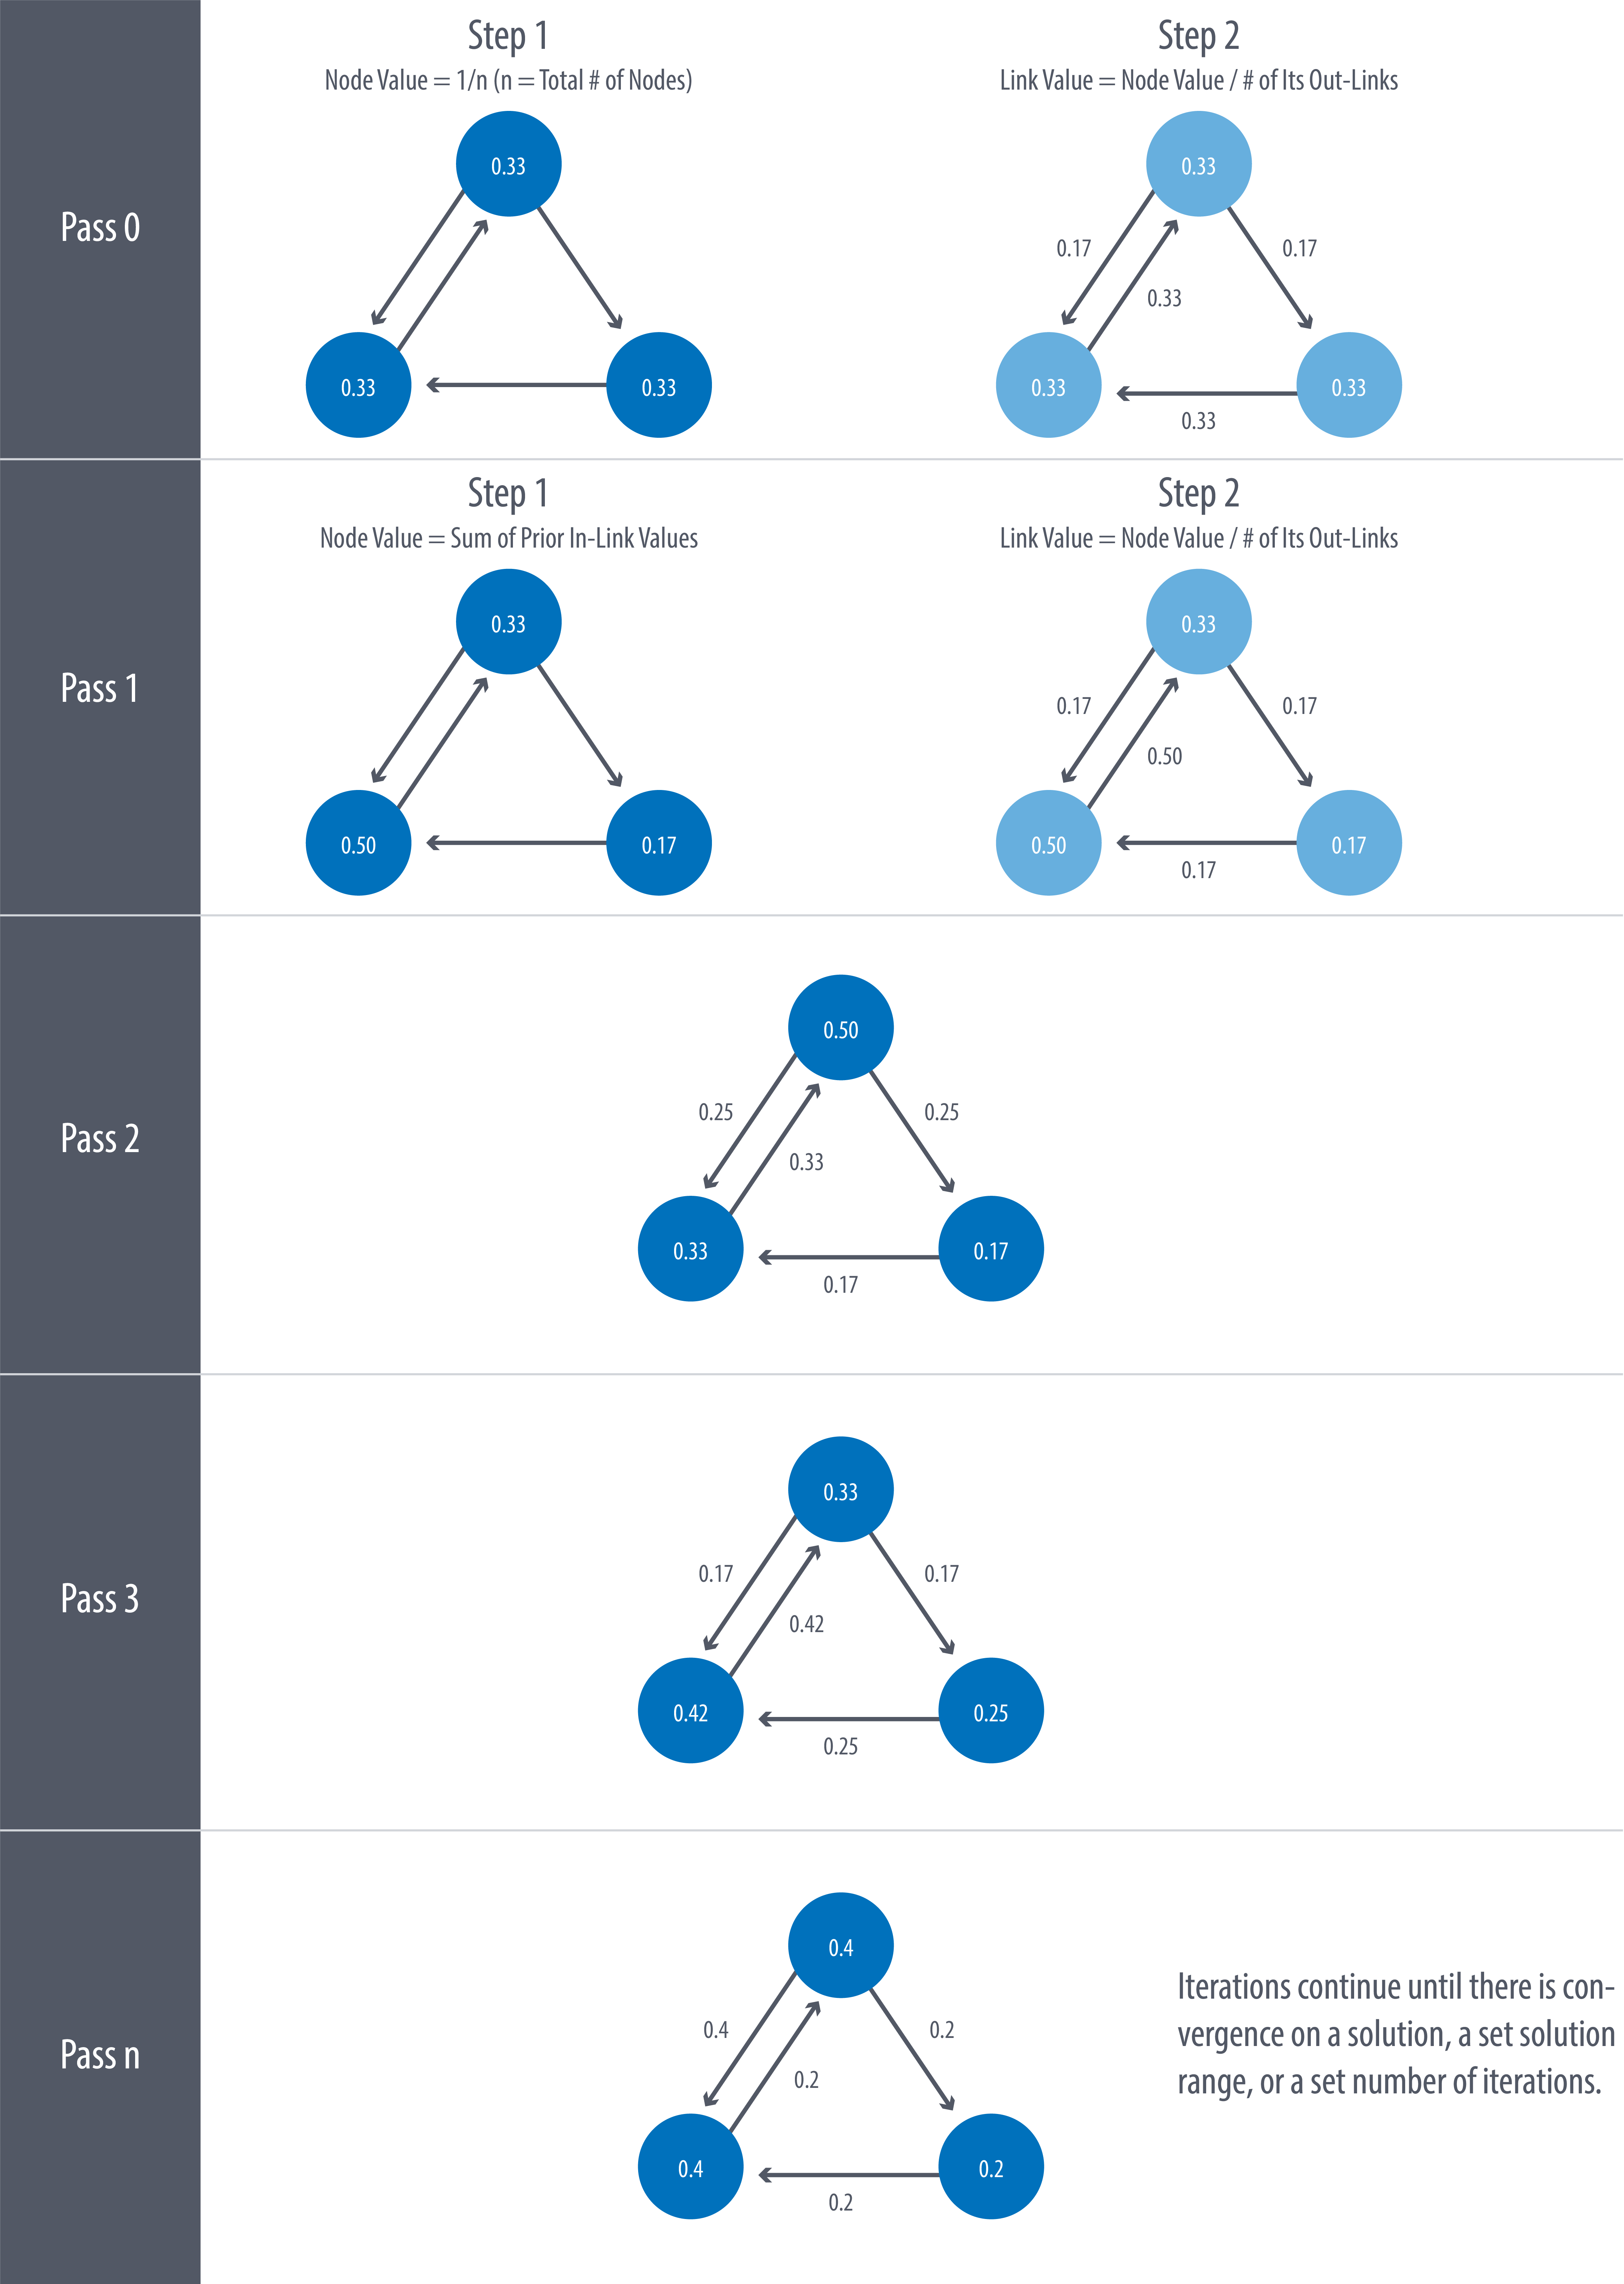 Pass 0
Step 1
Node Value = 1/n (n = Total # of Nodes)
0.33
0.33
0.33
Step 2
Link Value = Node Value / # of Its Out-Links
0.33
0.17
0.17
0.33
0.33
0.33
0.33
Pass 1
Step 1
Node Value = Sum of Prior In-Link Values
0.33
0.50
0.17
Step 2
Link Value = Node Value / # of Its Out-Links
0.33
0.17
0.17
0.50
0.50
0.17
0.17
Pass 2
0.50
0.25
0.25
0.33
0.33
0.17
0.17
Pass 3
0.33
0.17
0.17
0.42
0.42
0.25
0.25
Pass n
0.4
0.4
0.2
0.2
0.4
0.2
0.2
Iterations continue until there is con-
vergence on a solution, a set solution
range, or a set number of iterations.